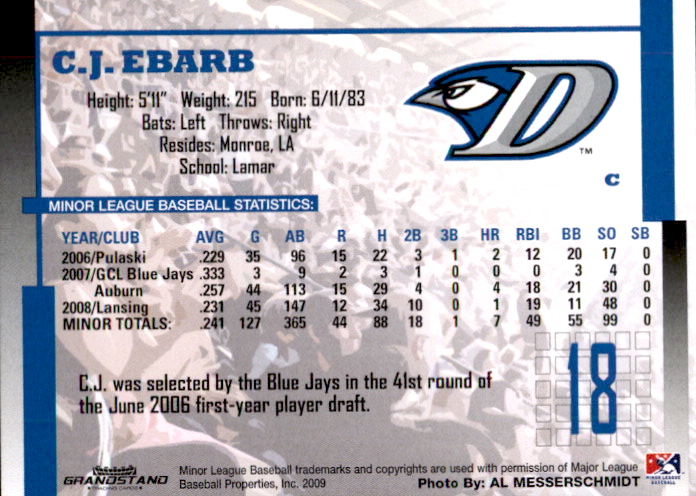 C.J. EBARB
Height: 5'11" Weight: 215 Born: 6/11/83
Bats: Left Throws: Right
Resides: Monroe, LA
School: Lamar
D
TM
C
MINOR LEAGUE BASEBALL STATISTICS:
YEAR/CLUB AVG G AB R H 2B 3B HR RBI BB SO SB
2006/Pulaski .229 35 96 15 22 3 1 2 12 20 17 0
2007/GCL Blue Jays .333 3 9 2 3 1 0 0 0 3 4 0
Auburn .257 44 113 15 29 4 0 4 18 21 30 0
2008/Lansing .231 45 147 12 34 10 0 1 19 11 48 0
MINOR TOTALS: .241 127 365 44 88 18 1 7 49 55 99 0
18
C.J. was selected by the Blue Jays in the 41st round of
the June 2006 first-year player draft.
GRANDSTAND
TRADING CARDS
Minor League Baseball trademarks and copyrights are used with permission of Major League
Baseball Properties, Inc. 2009
Photo By: AL MESSERSCHMIDT
MINOR LEAGUE
BASEBALL